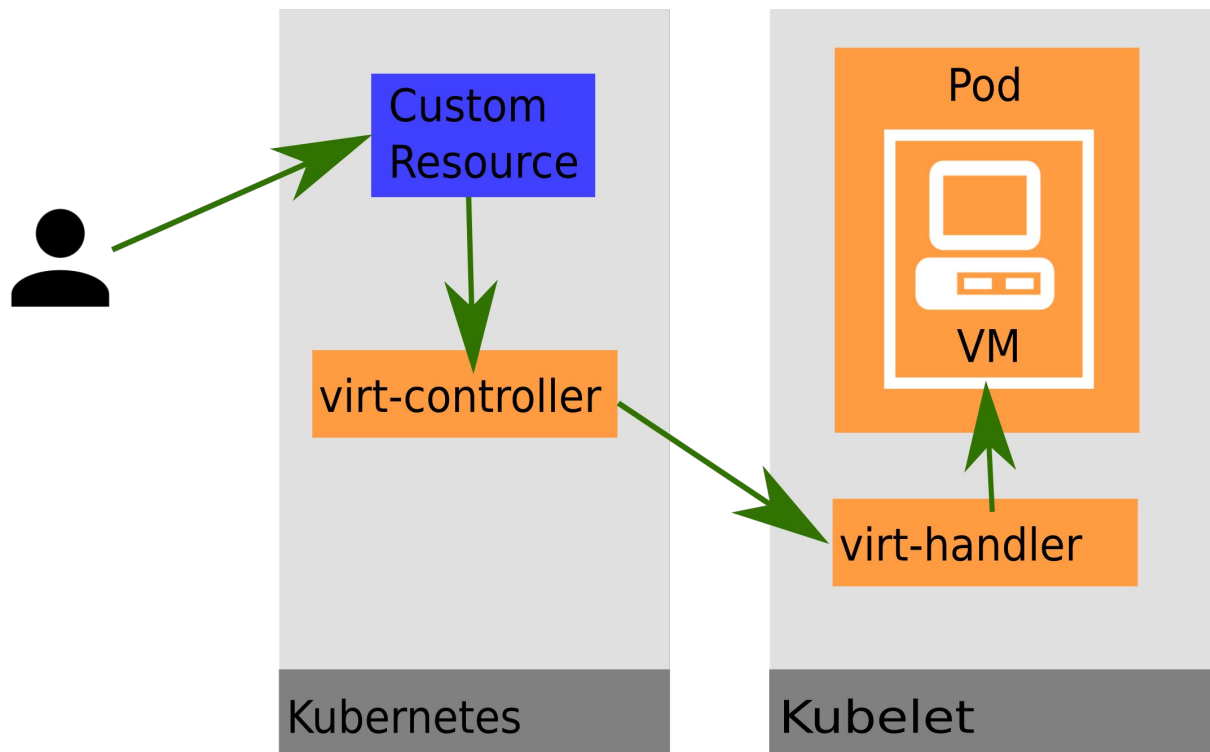 Custom
Resource
virt-controller
Kubernetes
Pod
VM
virt-handler
Kubelet